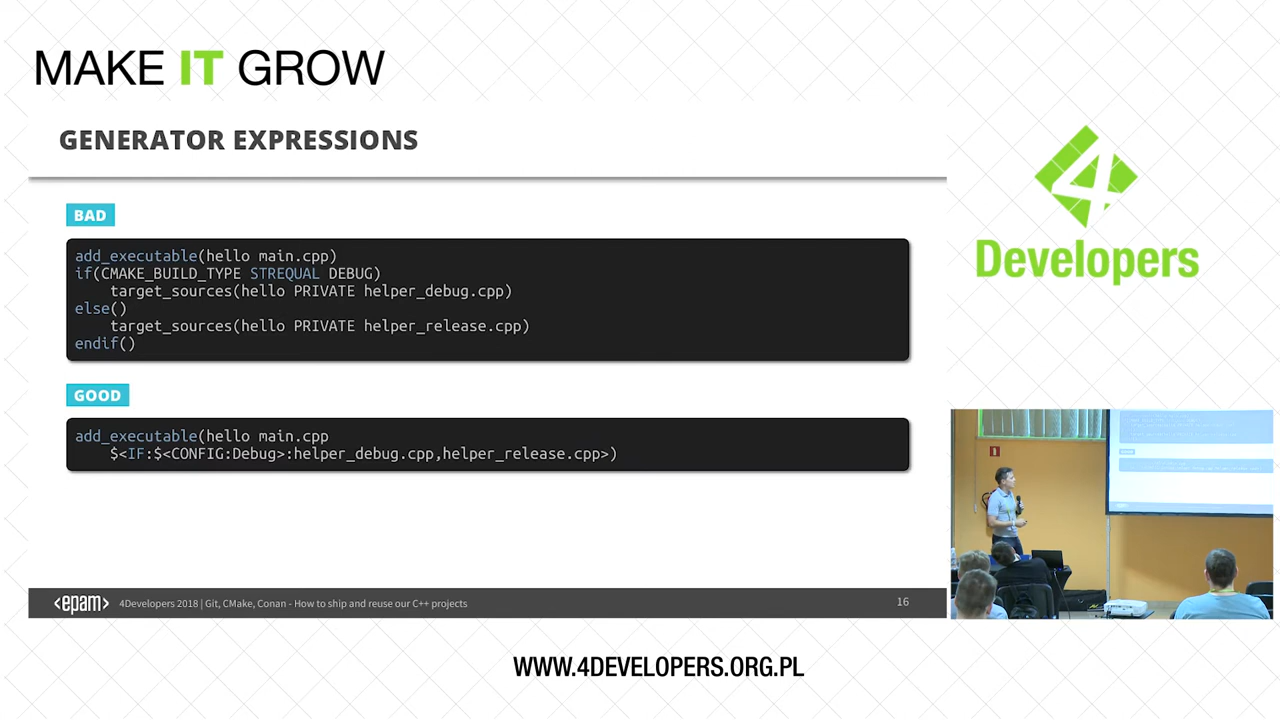 MAKE IT GROW
GENERATOR EXPRESSIONS
BAD
add_executable(hello main.cpp)
if(CMAKE_BUILD_TYPE STREQUAL DEBUG)
    target_sources(hello PRIVATE helper_debug.cpp)
else()
    target_sources(hello PRIVATE helper_release.cpp)
endif()
GOOD
add_executable(hello main.cpp
    $<IF:$<CONFIG:Debug>:helper_debug.cpp,helper_release.cpp>)
<epam> 4Developers 2018 | Git, CMake, Conan - How to ship and reuse our C++ projects
16
4
Developers
WWW.4DEVELOPERS.ORG.PL